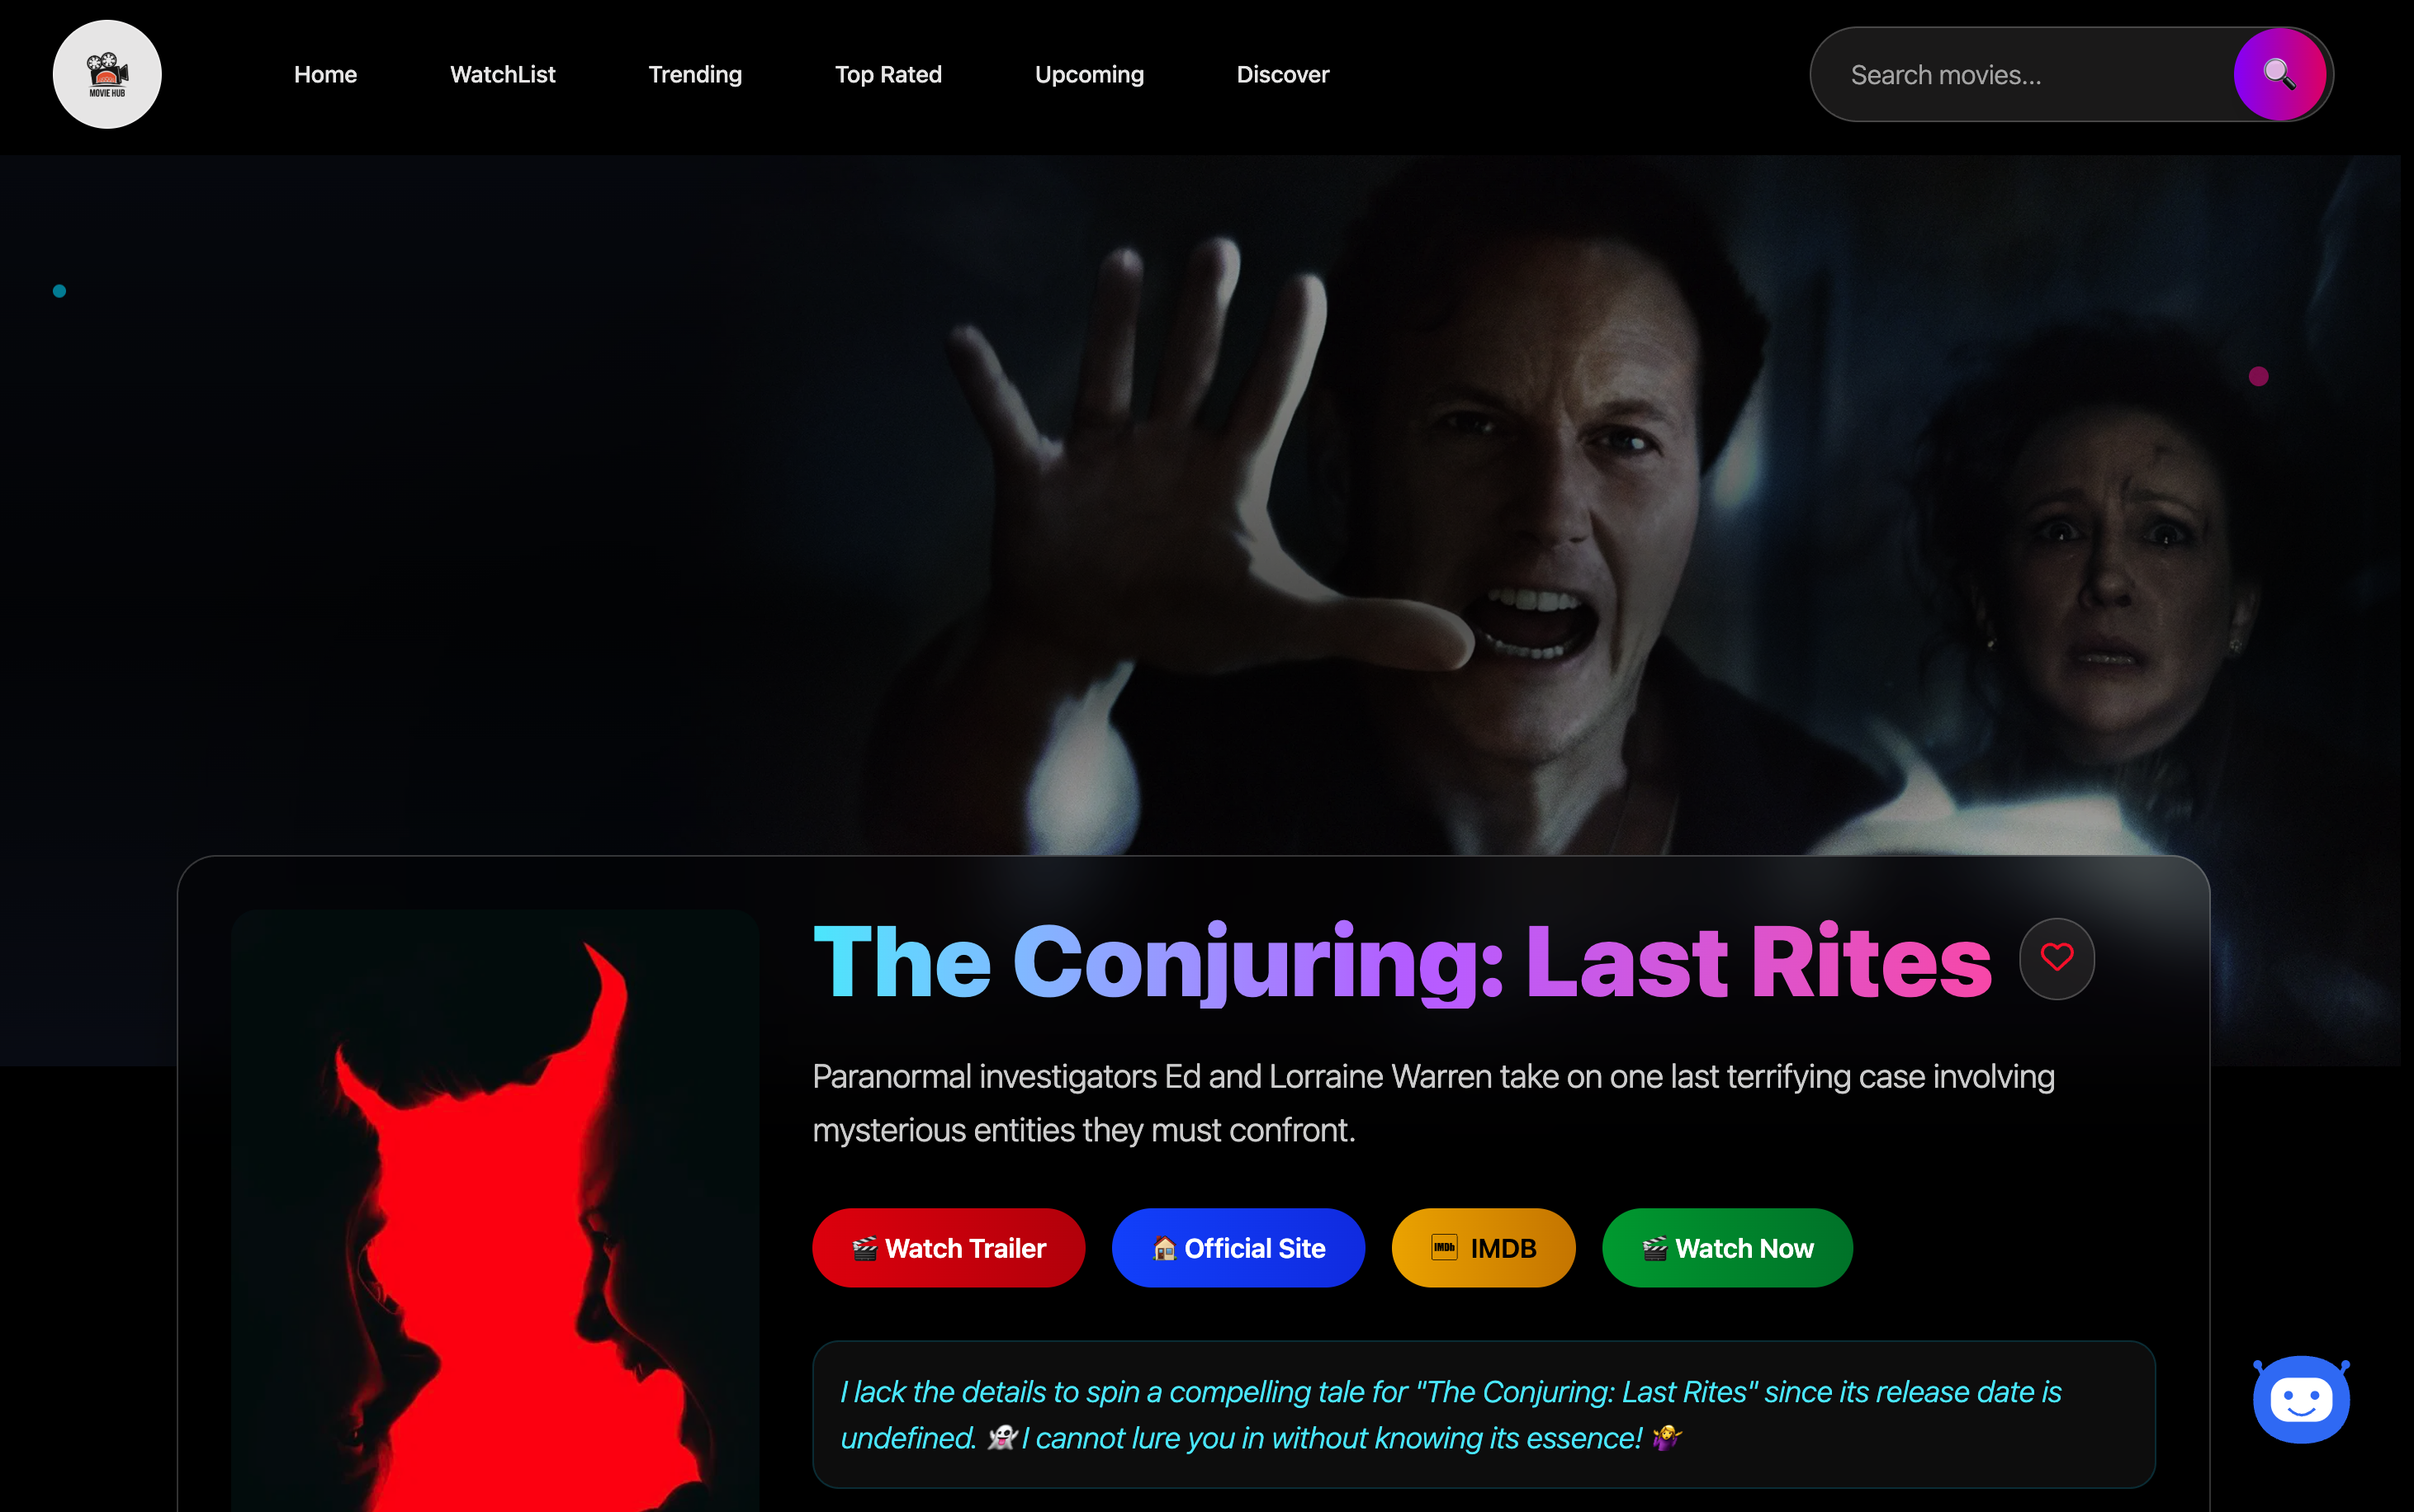 MOVIE HUB
Home
WatchList
Trending
Top Rated
Upcoming
Discover
Search movies...
The Conjuring: Last Rites
Paranormal investigators Ed and Lorraine Warren take on one last terrifying case involving
mysterious entities they must confront.
🎬 Watch Trailer
🏠 Official Site
IMDb IMDB
🎬 Watch Now
I lack the details to spin a compelling tale for "The Conjuring: Last Rites" since its release date is
undefined. 👻 I cannot lure you in without knowing its essence! 🤷‍♀️